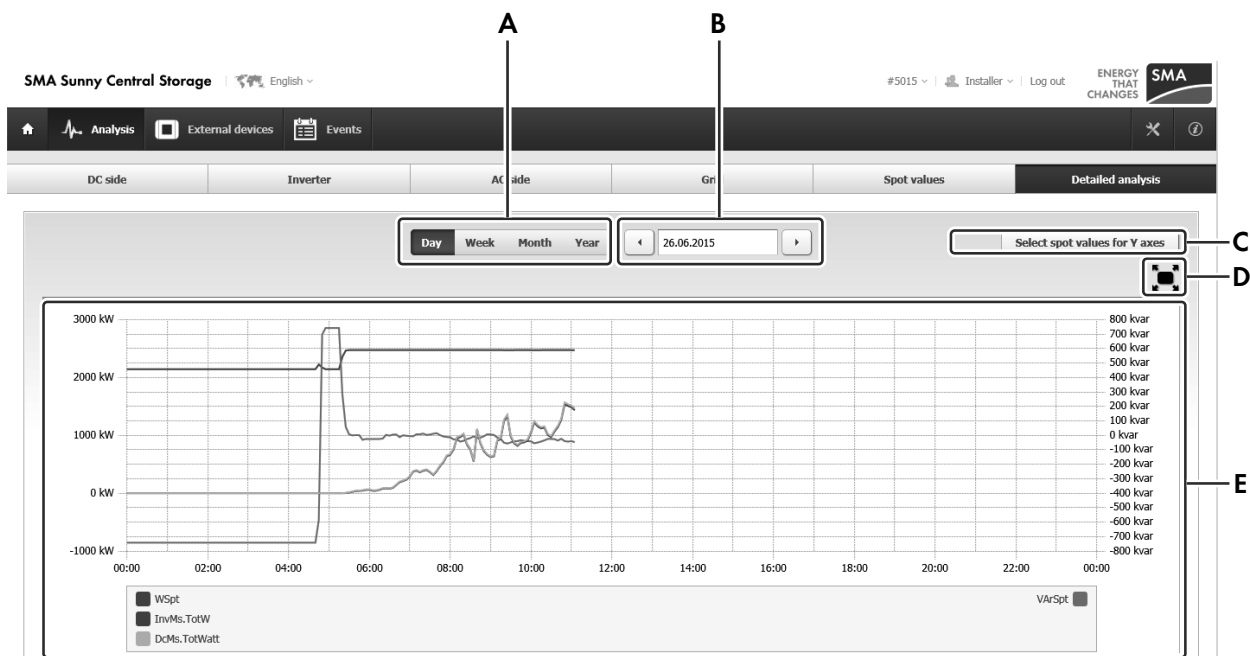 A B
SMA Sunny Central Storage English #5015 Installer Log out ENERGY THAT CHANGES SMA
Analysis External devices Events
DC side Inverter AC side Gri Spot values Detailed analysis
Day Week Month Year 26.06.2015 Select spot values for Y axes C
D
3000 kW 800 kvar
700 kvar
600 kvar
500 kvar
2000 kW 400 kvar
300 kvar
200 kvar
100 kvar
1000 kW 0 kvar
-100 kvar
-200 kvar
-300 kvar
0 kW -400 kvar E
-500 kvar
-600 kvar
-700 kvar
-1000 kW -800 kvar
00:00 02:00 04:00 06:00 08:00 10:00 12:00 14:00 16:00 18:00 20:00 22:00 00:00
WSpt VArSpt
InvMs.TotW
DcMs.TotWatt